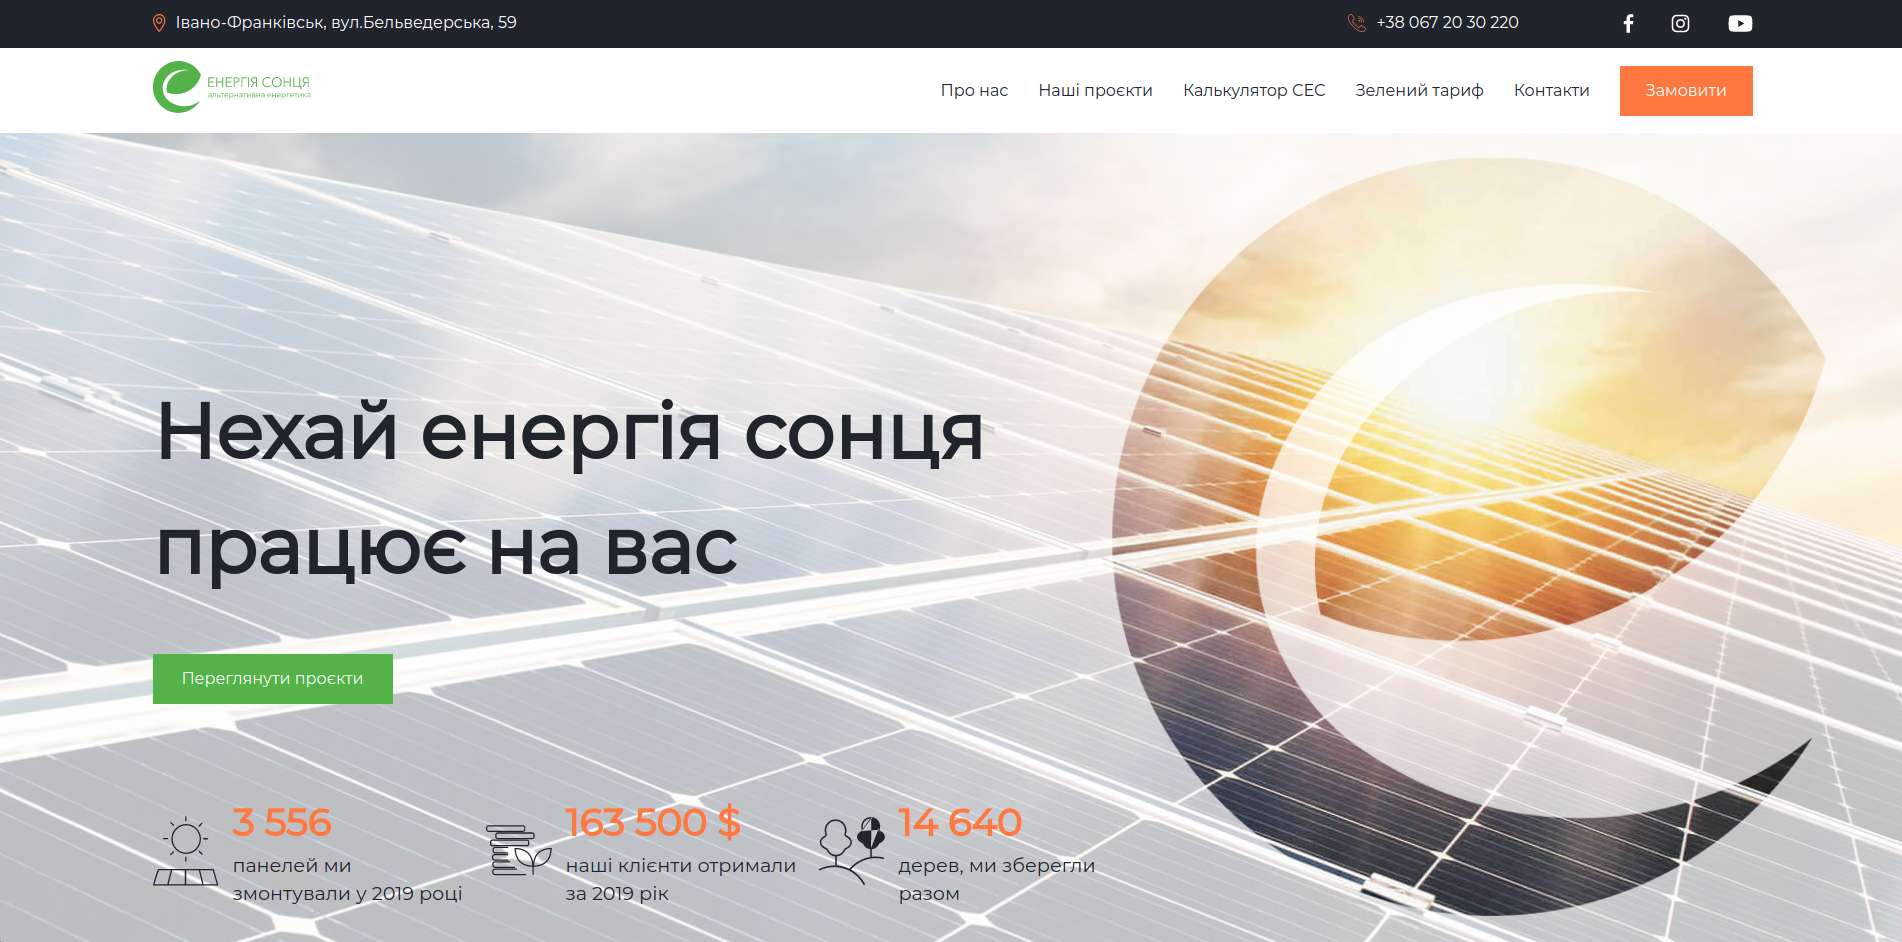 Івано-Франківськ, вул.Бельведерська, 59
+38 067 20 30 220
ЕНЕРГІЯ СОНЦЯ
альтернативна енергетика
Про нас
Наші проєкти
Калькулятор СЕС
Зелений тариф
Контакти
Замовити
Нехай енергія сонця
працює на вас
Переглянути проєкти
3 556
панелей ми
змонтували у 2019 році
163 500 $
наші клієнти отримали
за 2019 рік
14 640
дерев, ми зберегли
разом